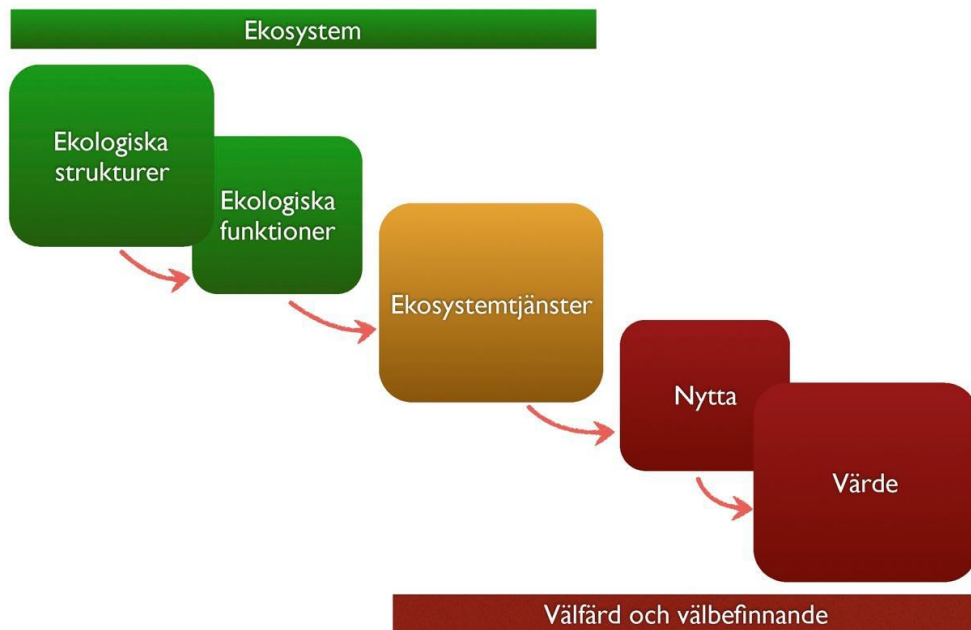 Ekosystem
Ekologiska
strukturer
Ekologiska
funktioner
Ekosystemtjänster
Nytta
Värde
Välfärd och välbefinnande